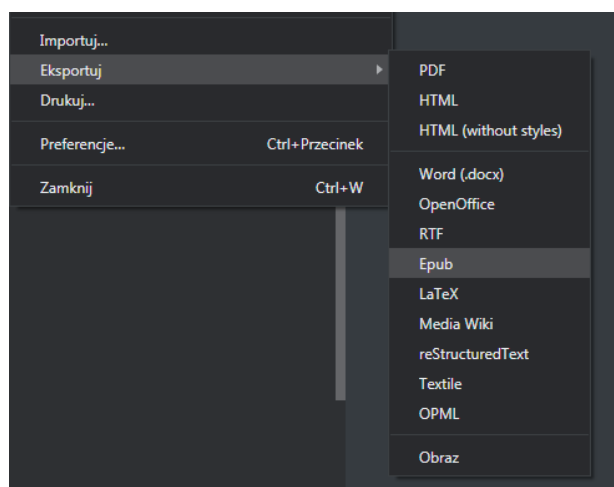 Importuj...
Eksportuj
Drukuj...
Preferencje... Ctrl+Przecinek
Zamknij Ctrl+W
PDF
HTML
HTML (without styles)
Word (.docx)
OpenOffice
RTF
Epub
LaTeX
Media Wiki
reStructuredText
Textile
OPML
Obraz